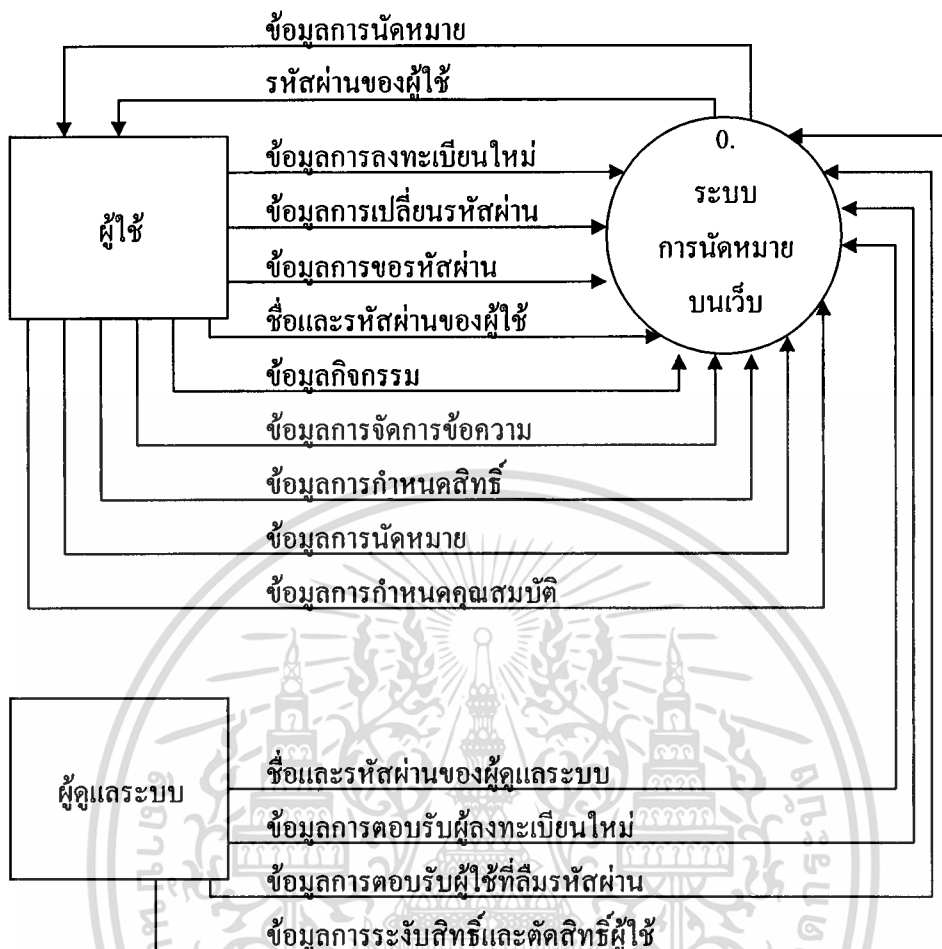 ข้อมูลการนัดหมาย
รหัสผ่านของผู้ใช้
0.
ระบบ
การนัดหมาย
บนเว็บ
ผู้ใช้
ข้อมูลการลงทะเบียนใหม่
ข้อมูลการเปลี่ยนรหัสผ่าน
ข้อมูลการขอรหัสผ่าน
ชื่อและรหัสผ่านของผู้ใช้
ข้อมูลกิจกรรม
ข้อมูลการจัดการข้อความ
ข้อมูลการกำหนดสิทธิ์
ข้อมูลการนัดหมาย
ข้อมูลการกำหนดคุณสมบัติ
ผู้ดูแลระบบ
ชื่อและรหัสผ่านของผู้ดูแลระบบ
ข้อมูลการตอบรับผู้ลงทะเบียนใหม่
ข้อมูลการตอบรับผู้ใช้ที่ลืมรหัสผ่าน
ข้อมูลการระงับสิทธิ์และตัดสิทธิ์ผู้ใช้